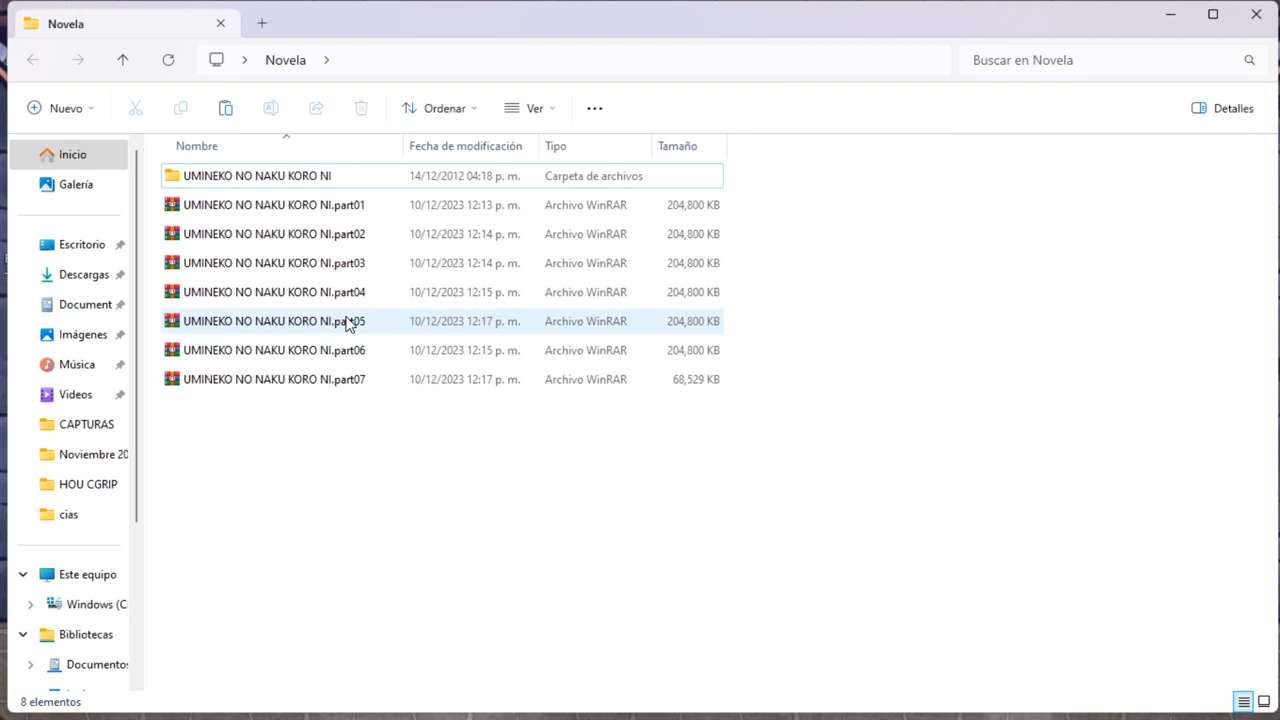 Novela
Novela
Buscar en Novela
Nuevo
Ordenar
Ver
Detalles
Nombre
Fecha de modificación
Tipo
Tamaño
UMINEKO NO NAKU KORO NI 14/12/2012 04:18 p. m. Carpeta de archivos
UMINEKO NO NAKU KORO NI.part01 10/12/2023 12:13 p. m. Archivo WinRAR 204,800 KB
UMINEKO NO NAKU KORO NI.part02 10/12/2023 12:14 p. m. Archivo WinRAR 204,800 KB
UMINEKO NO NAKU KORO NI.part03 10/12/2023 12:14 p. m. Archivo WinRAR 204,800 KB
UMINEKO NO NAKU KORO NI.part04 10/12/2023 12:15 p. m. Archivo WinRAR 204,800 KB
UMINEKO NO NAKU KORO NI.part05 10/12/2023 12:17 p. m. Archivo WinRAR 204,800 KB
UMINEKO NO NAKU KORO NI.part06 10/12/2023 12:15 p. m. Archivo WinRAR 204,800 KB
UMINEKO NO NAKU KORO NI.part07 10/12/2023 12:17 p. m. Archivo WinRAR 68,529 KB
Inicio
Galería
Escritorio
Descargas
Document
Imágenes
Música
Videos
CAPTURAS
Noviembre 20
HOU CGRIP
cias
Este equipo
Windows (C
Bibliotecas
Documentos
8 elementos